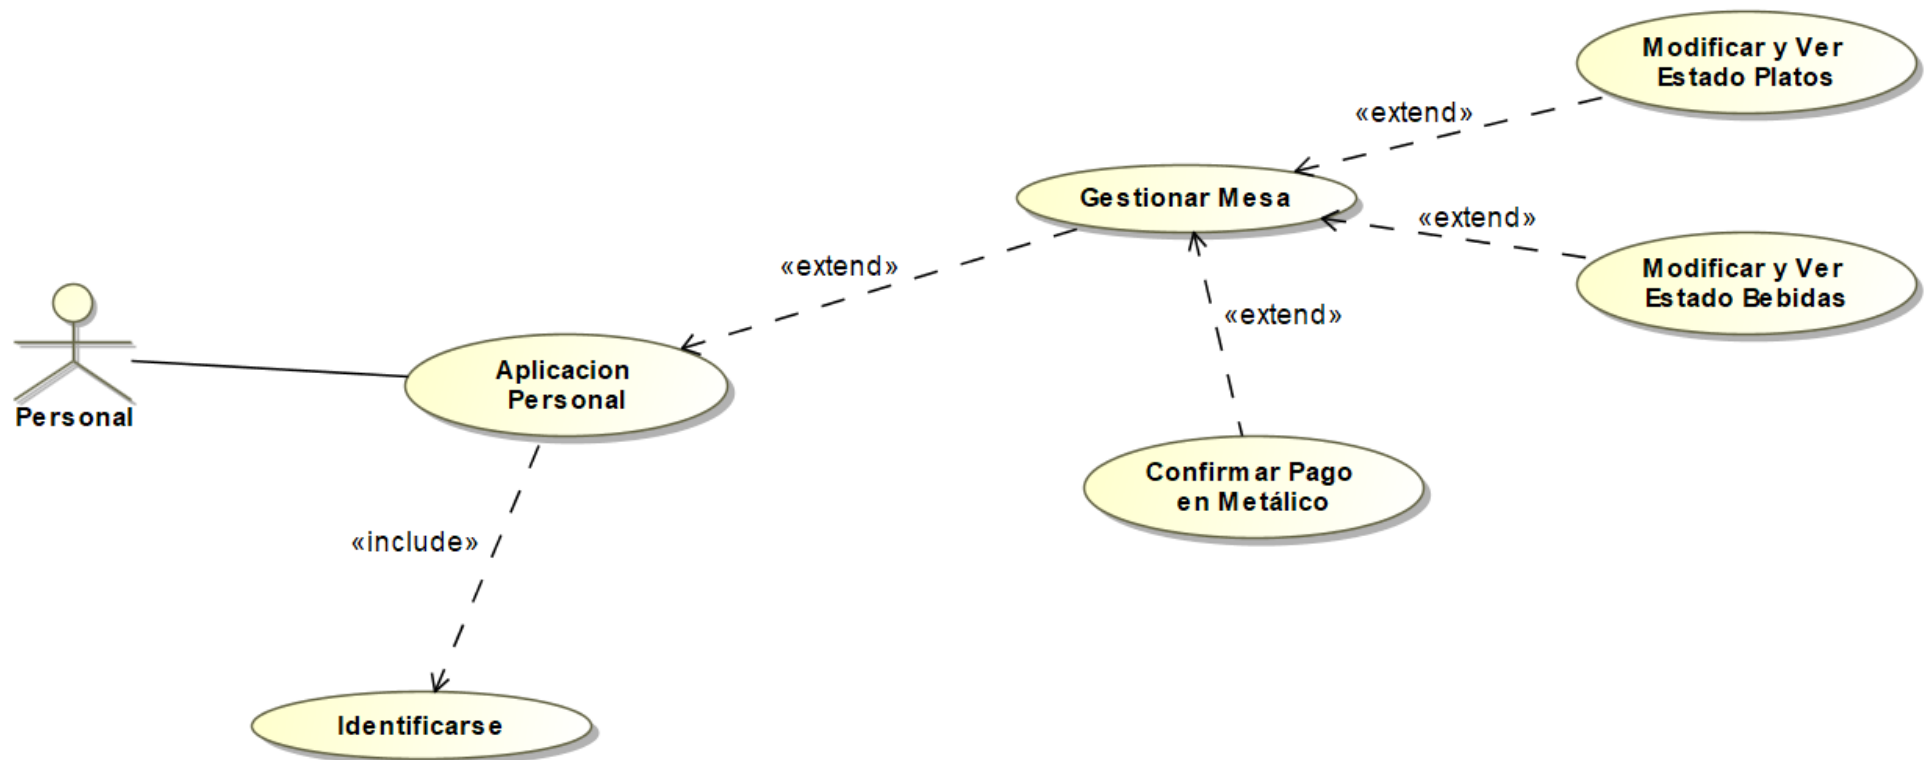 Modificar y Ver
Estado Platos
«extend»
Gestionar Mesa
«extend»
Modificar y Ver
Estado Bebidas
«extend»
«extend»
Aplicacion
Personal
Personal
Confirmar Pago
en Metálico
«include»
Identificarse